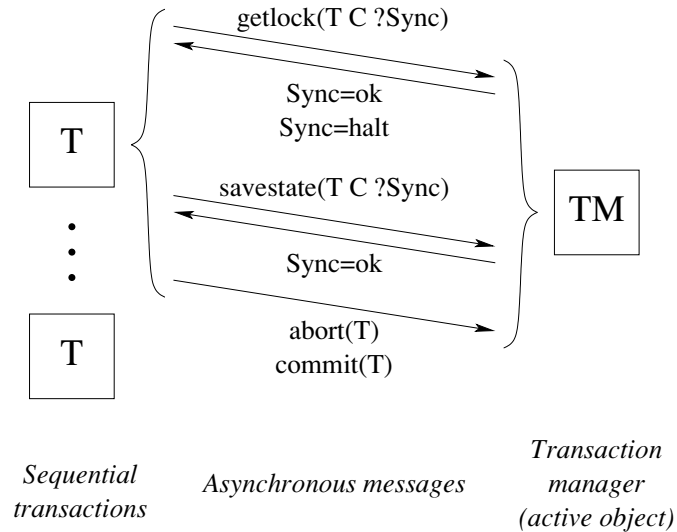 getlock(T C ?Sync)
Sync=ok
Sync=halt
T
savestate(T C ?Sync)
TM
Sync=ok
abort(T)
T
commit(T)
Sequential
transactions
Asynchronous messages
Transaction
manager
(active object)